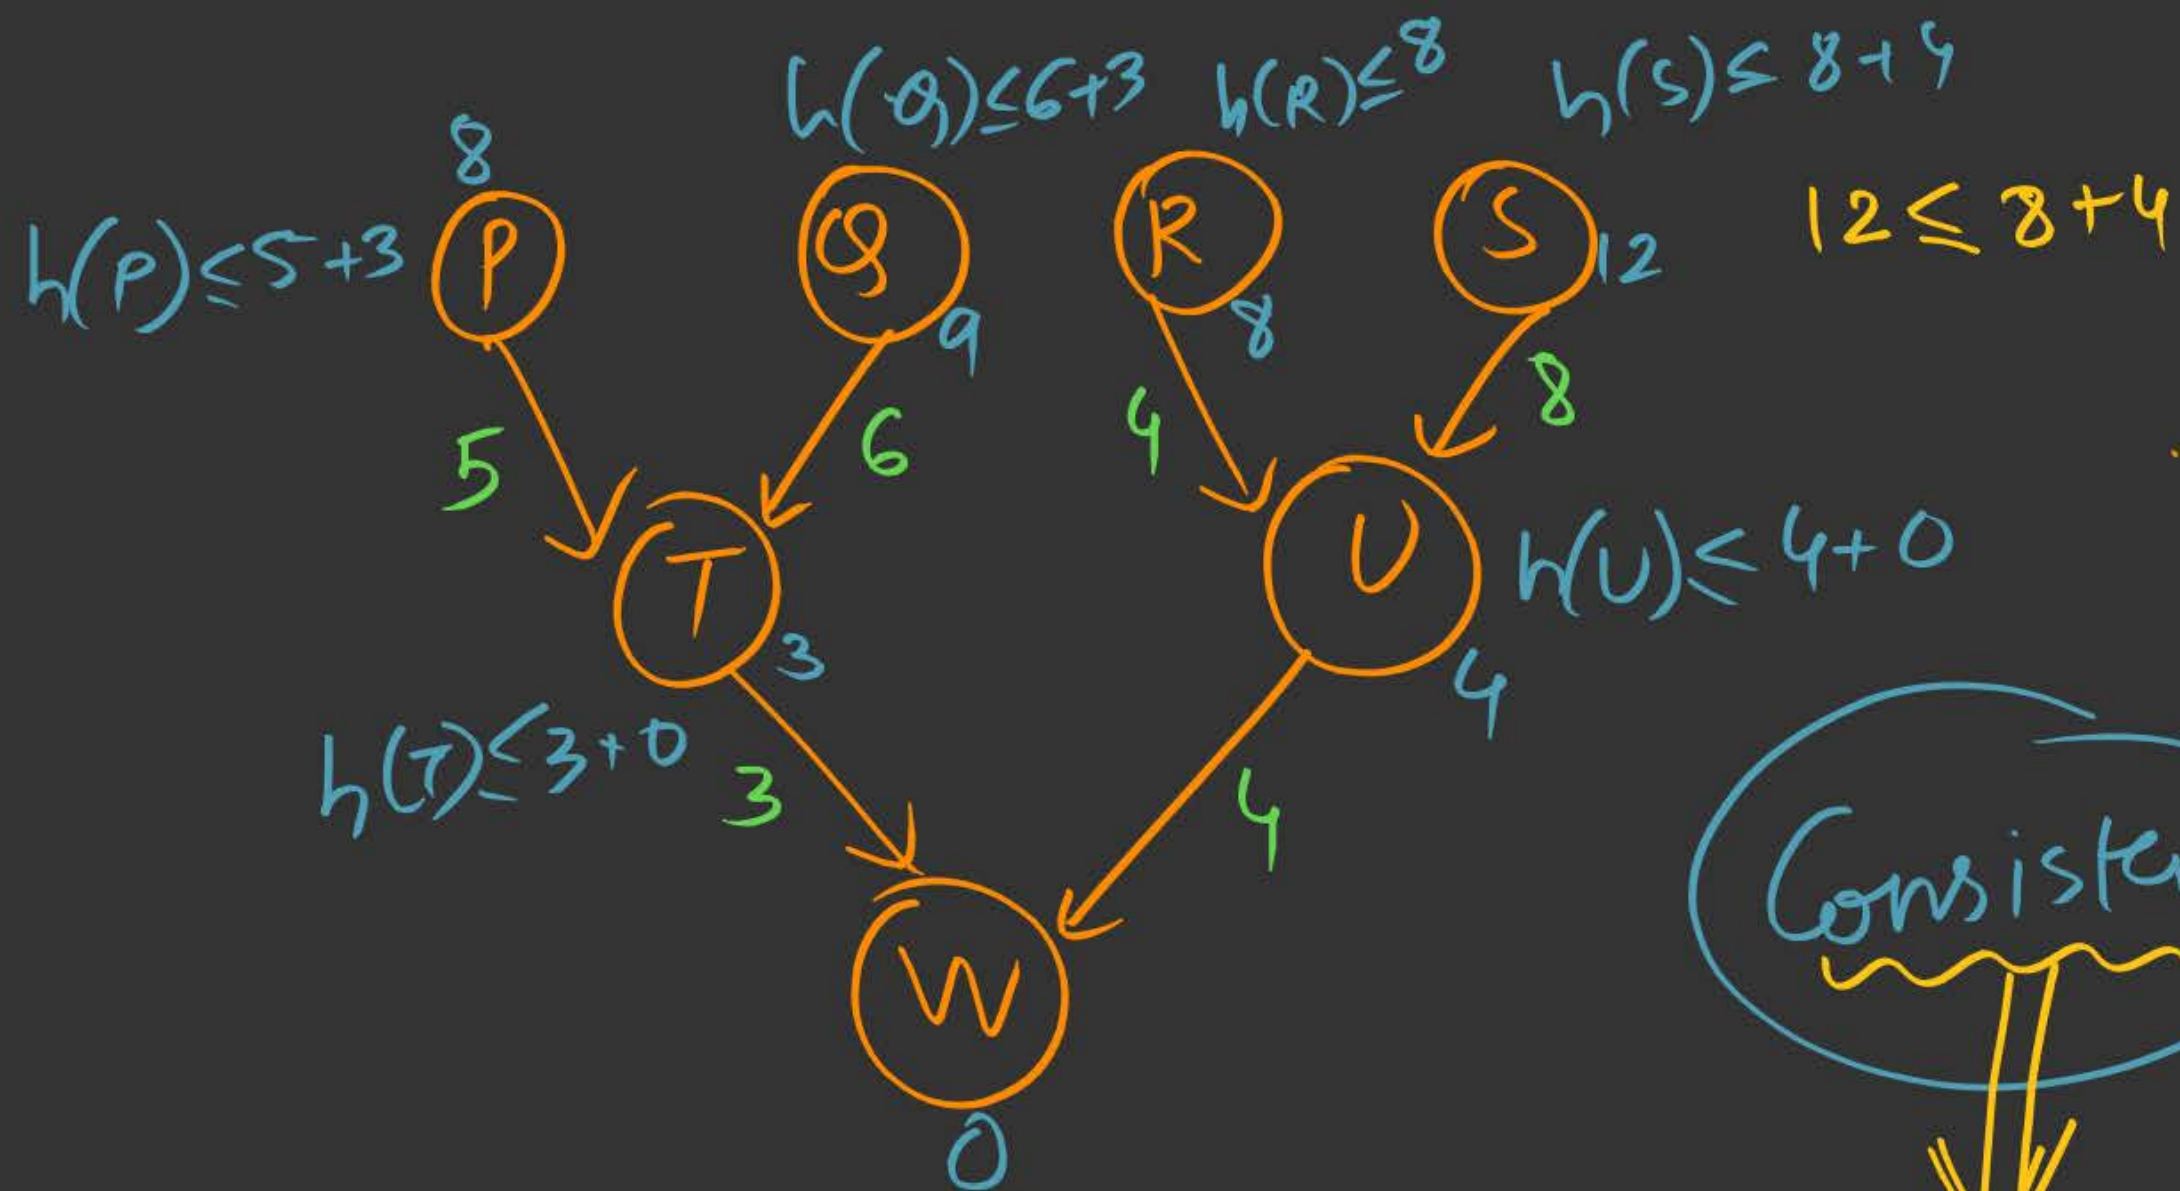 h(Q)≤6+3 h(R)≤8 h(S)≤8+4
8
h(P)≤5+3 P Q R S 12 12≤8+4
9 8
5 6 4 8
T U h(U)≤4+0
3 4
h(T)≤3+0 3 4
W
0